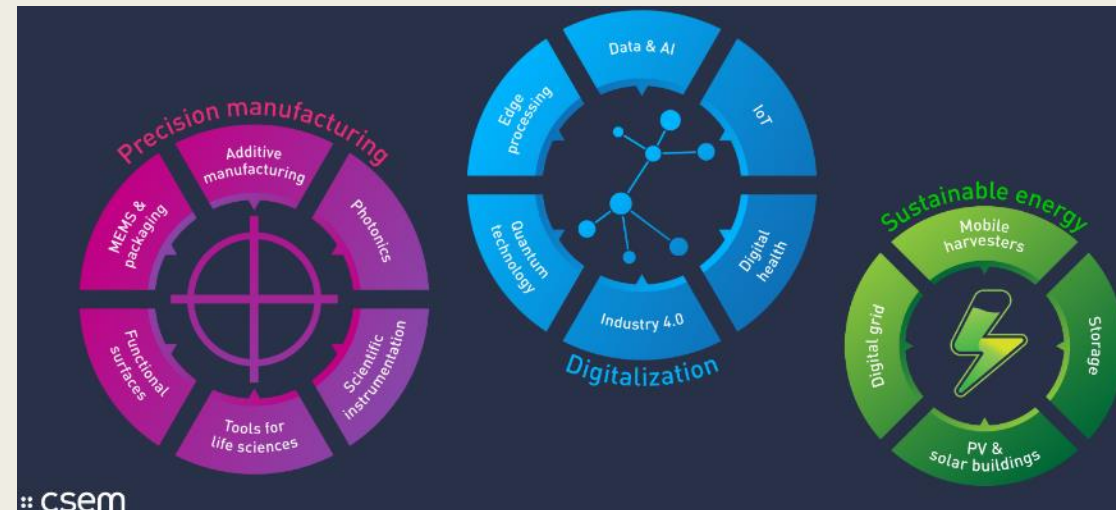 Precision manufacturing
Additive
manufacturing
Photonics
Scientific
instrumentation
Tools for
life sciences
Functional
surfaces
MEMS &
packaging
Data & AI
IoT
Digital
health
Industry 4.0
Quantum
technology
Edge
processing
Digitalization
Sustainable energy
Mobile
harvesters
Storage
PV &
solar buildings
Digital grid
:: csem